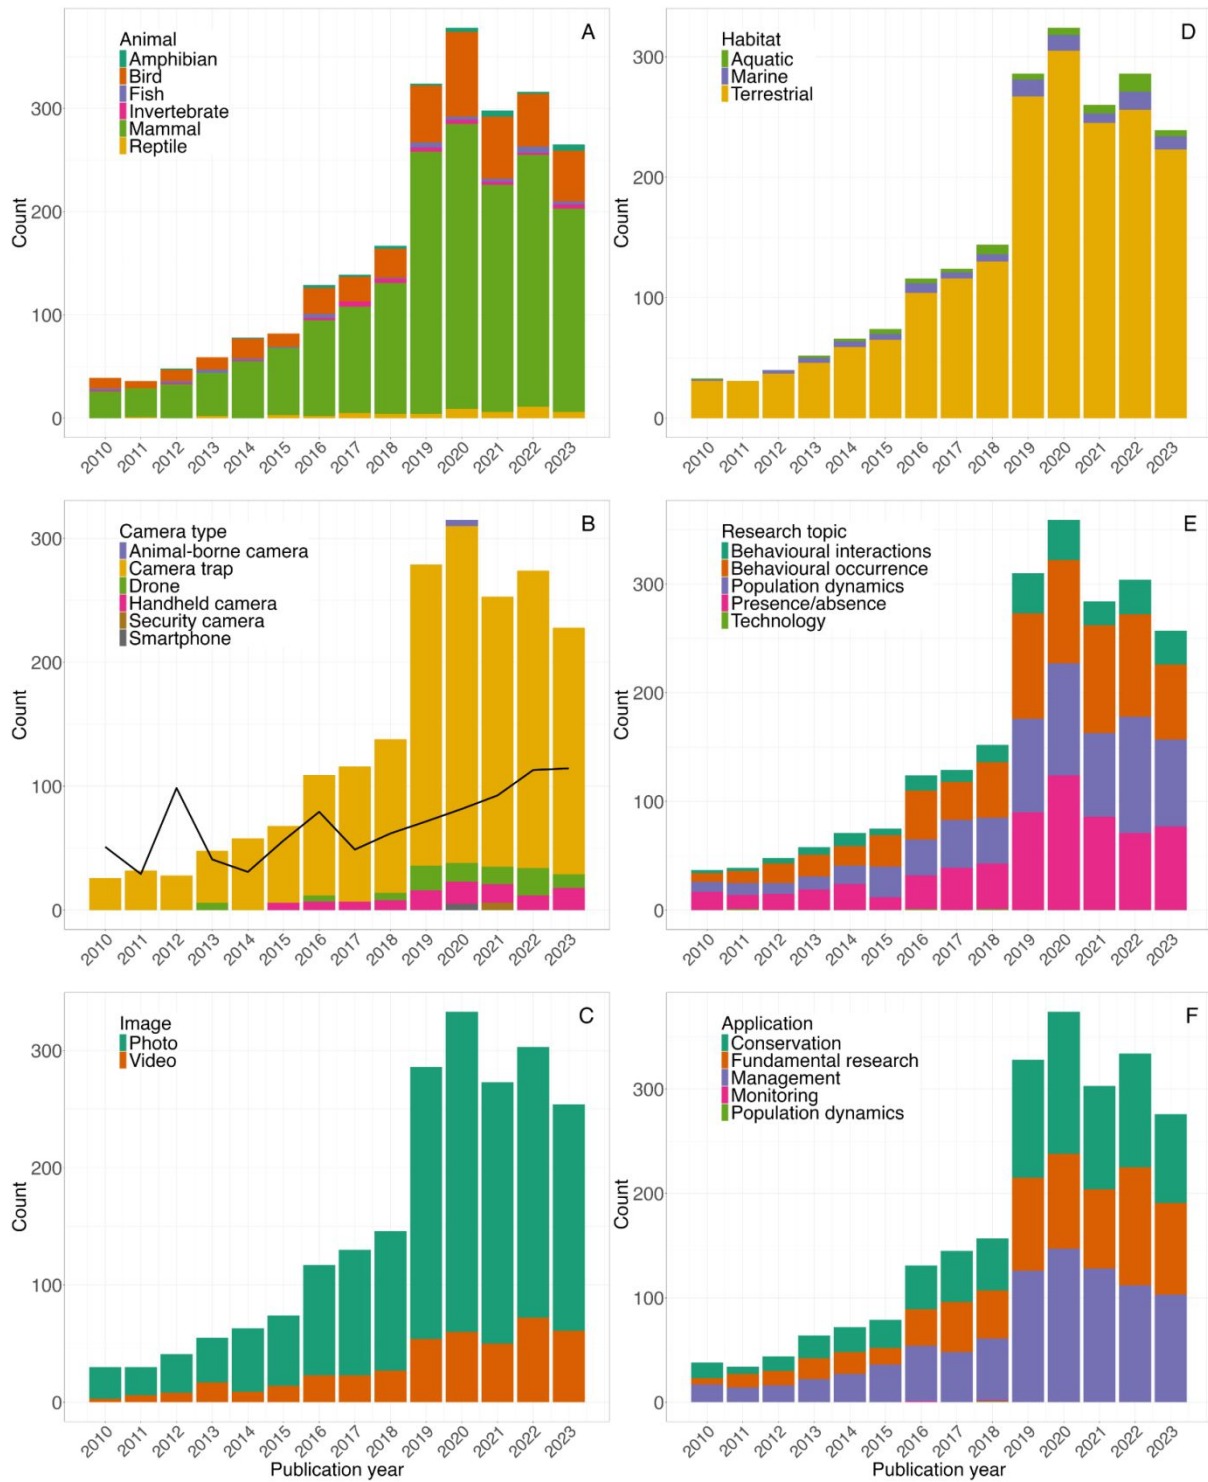 A
Animal
Amphibian
Bird
Fish
Invertebrate
Mammal
Reptile
Count
300
200
100
0
2010 2011 2012 2013 2014 2015 2016 2017 2018 2019 2020 2021 2022 2023
D
Habitat
Aquatic
Marine
Terrestrial
Count
300
200
100
0
2010 2011 2012 2013 2014 2015 2016 2017 2018 2019 2020 2021 2022 2023
B
Camera type
Animal-borne camera
Camera trap
Drone
Handheld camera
Security camera
Smartphone
Count
300
200
100
0
2010 2011 2012 2013 2014 2015 2016 2017 2018 2019 2020 2021 2022 2023
E
Research topic
Behavioural interactions
Behavioural occurrence
Population dynamics
Presence/absence
Technology
Count
300
200
100
0
2010 2011 2012 2013 2014 2015 2016 2017 2018 2019 2020 2021 2022 2023
C
Image
Photo
Video
Count
300
200
100
0
2010 2011 2012 2013 2014 2015 2016 2017 2018 2019 2020 2021 2022 2023
Publication year
F
Application
Conservation
Fundamental research
Management
Monitoring
Population dynamics
Count
300
200
100
0
2010 2011 2012 2013 2014 2015 2016 2017 2018 2019 2020 2021 2022 2023
Publication year